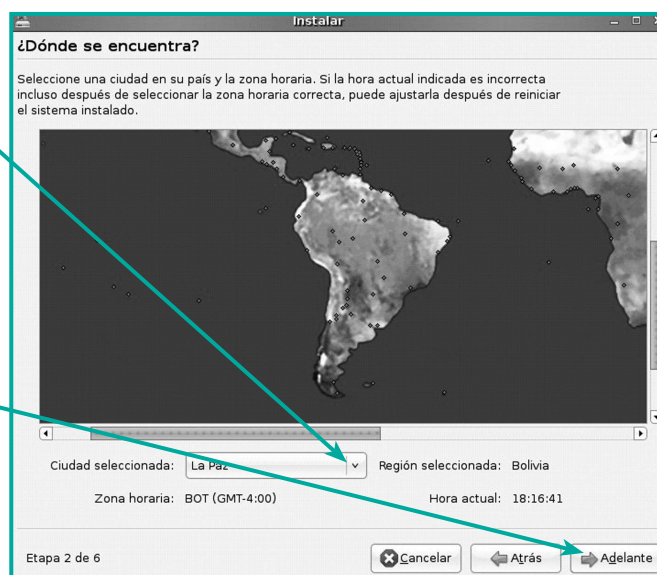 Instalar
¿Dónde se encuentra?
Seleccione una ciudad en su país y la zona horaria. Si la hora actual indicada es incorrecta
incluso después de seleccionar la zona horaria correcta, puede ajustarla después de reiniciar
el sistema instalado.
Ciudad seleccionada: La Paz Región seleccionada: Bolivia
Zona horaria: BOT (GMT-4:00) Hora actual: 18:16:41
Etapa 2 de 6 Cancelar Atrás Adelante